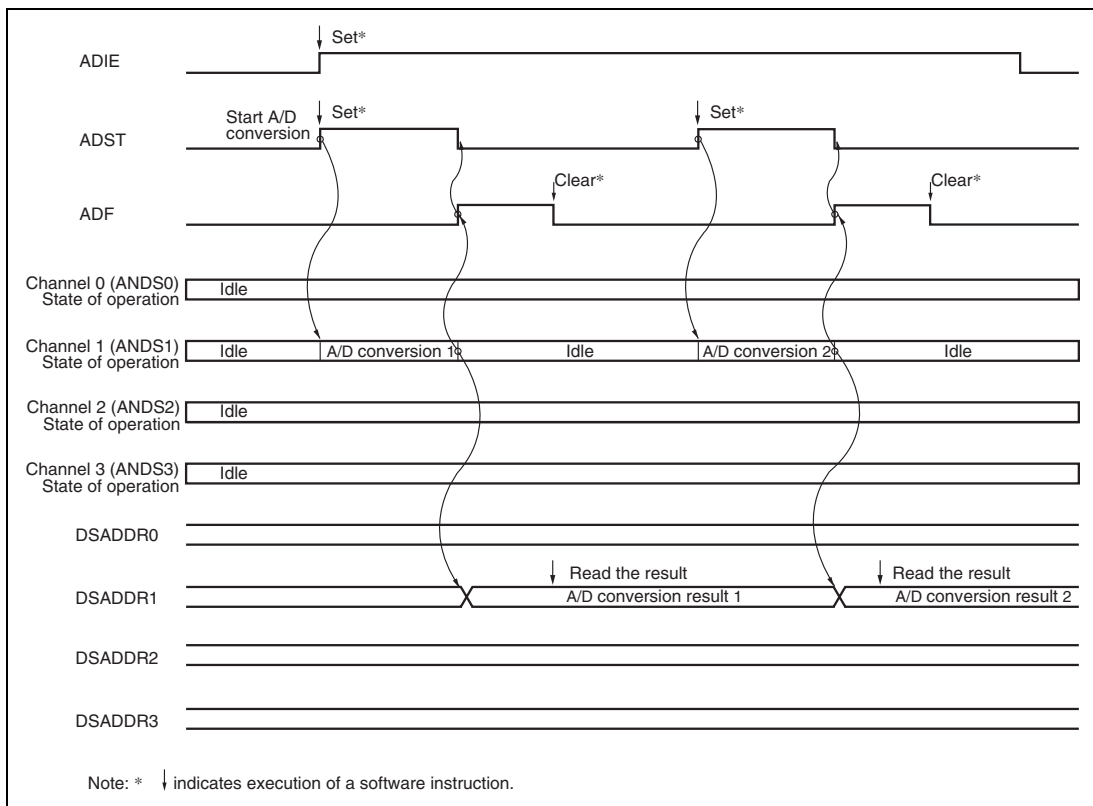 Set*
ADIE
Start A/D
conversion
Set*
Set*
ADST
Clear*
Clear*
ADF
Channel 0 (ANDS0)
State of operation
Idle
Channel 1 (ANDS1)
State of operation
Idle
A/D conversion 1
Idle
A/D conversion 2
Idle
Channel 2 (ANDS2)
State of operation
Idle
Channel 3 (ANDS3)
State of operation
Idle
DSADDR0
Read the result
Read the result
DSADDR1
A/D conversion result 1
A/D conversion result 2
DSADDR2
DSADDR3
Note: * ↓ indicates execution of a software instruction.